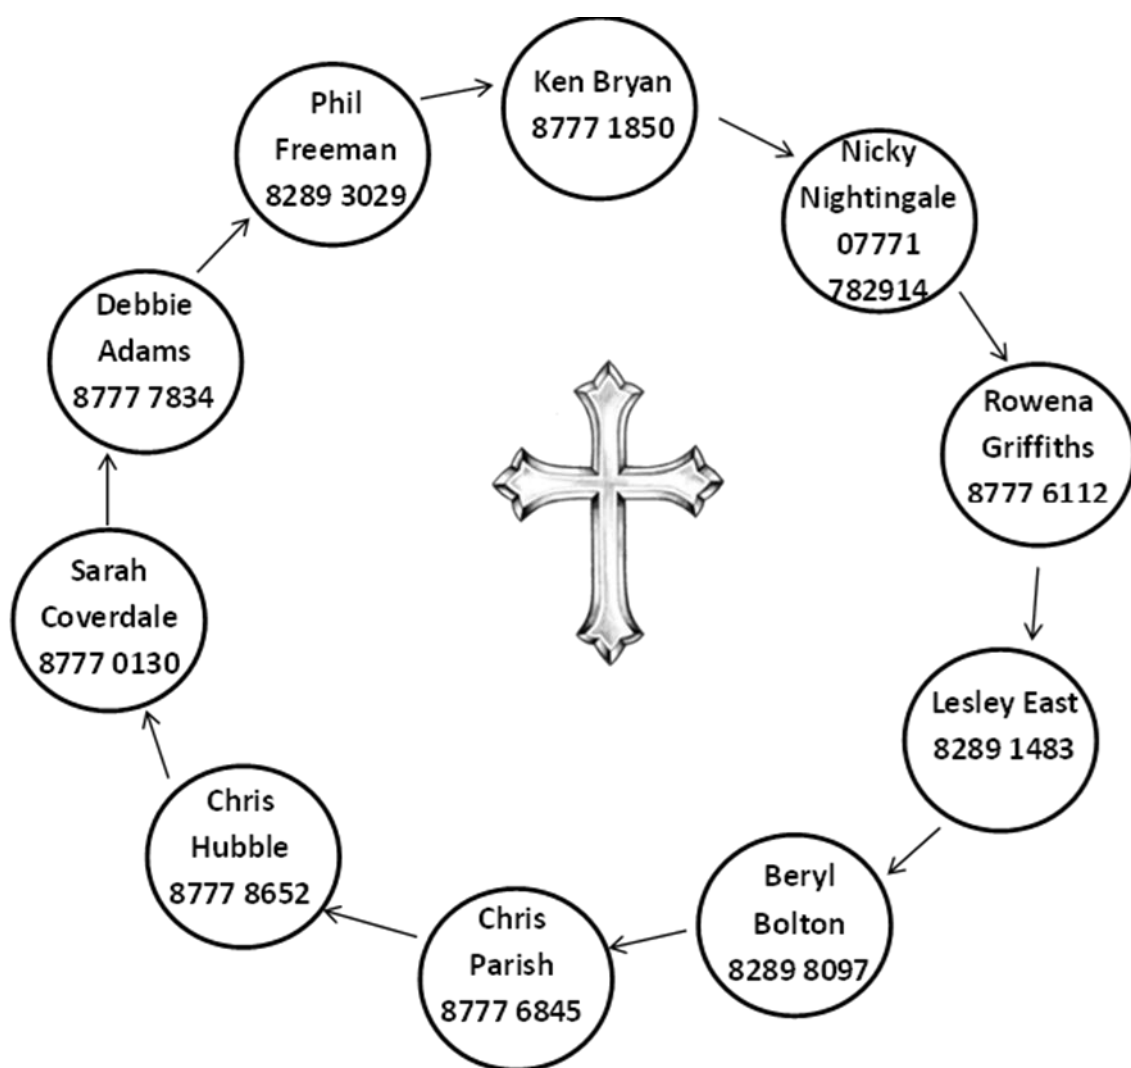 Ken Bryan
8777 1850
Nicky
Nightingale
07771
782914
Rowena
Griffiths
8777 6112
Lesley East
8289 1483
Beryl
Bolton
8289 8097
Chris
Parish
8777 6845
Chris
Hubble
8777 8652
Sarah
Coverdale
8777 0130
Debbie
Adams
8777 7834
Phil
Freeman
8289 3029